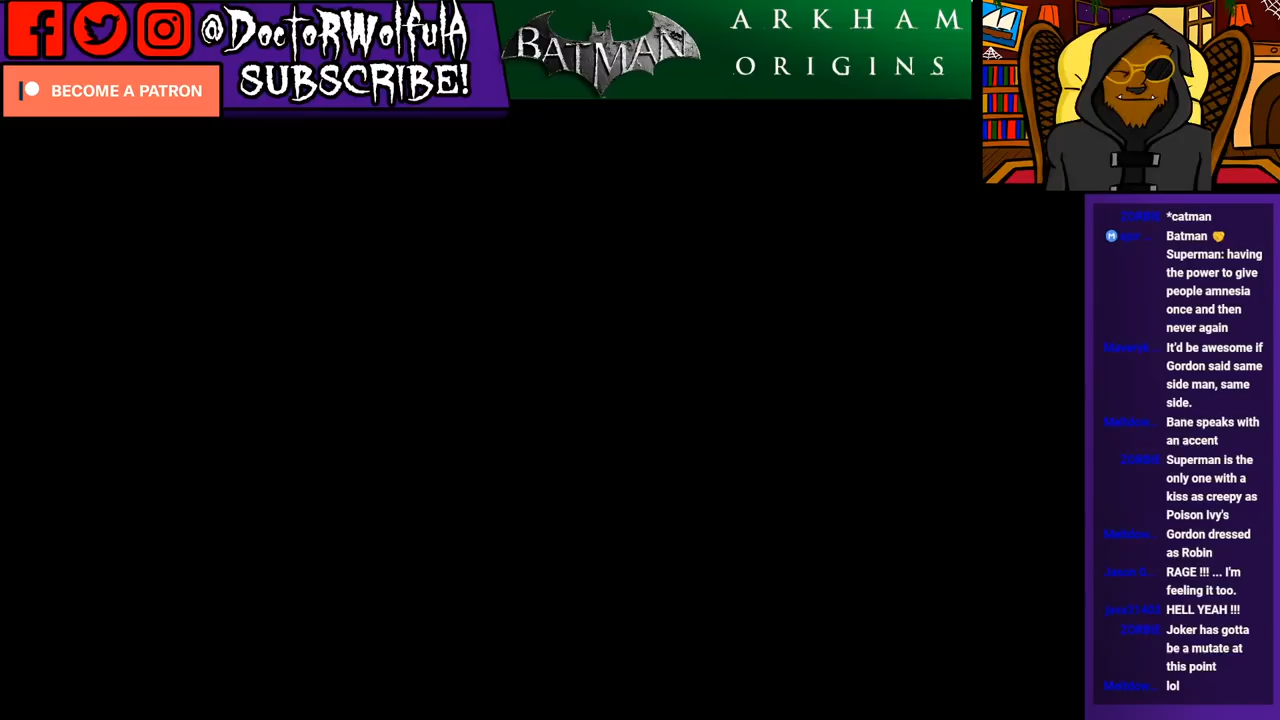 @DoctoRWolfulA
SUBSCRIBE!
BECOME A PATRON
BATMAN
ARKHAM
ORIGINS
ZOMBIE *catman
Batman
Superman: having
the power to give
people amnesia
once and then
never again
It'd be awesome if
Gordon said same
side man, same
side.
Bane speaks with
an accent
ZOMBIE Superman is the
only one with a
kiss as creepy as
Poison Ivy's
Gordon dressed
as Robin
RAGE !!! ... I'm
feeling it too.
HELL YEAH !!!
ZOMBIE Joker has gotta
be a mutate at
this point
lol